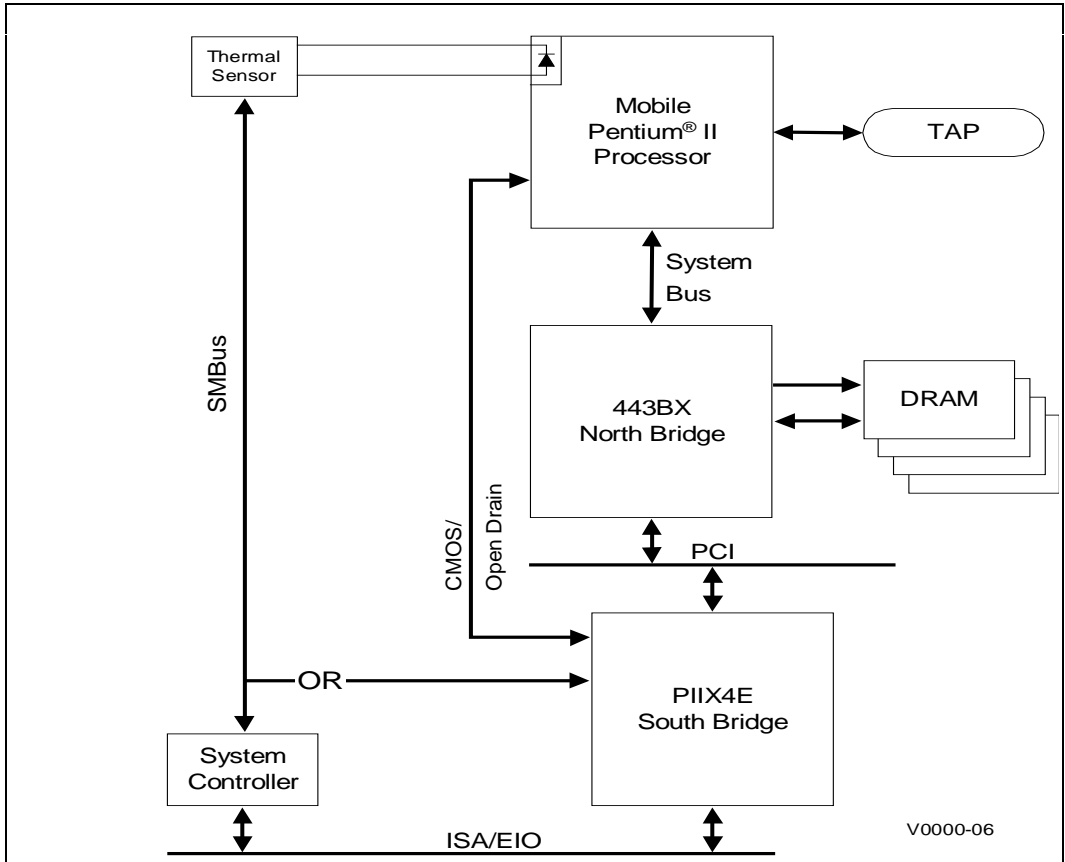 Thermal
Sensor
Mobile
Pentium® II
Processor
TAP
System
Bus
SMBus
443BX
North Bridge
DRAM
CMOS/
Open Drain
PCI
OR
PIIX4E
South Bridge
System
Controller
ISA/EIO
V0000-06